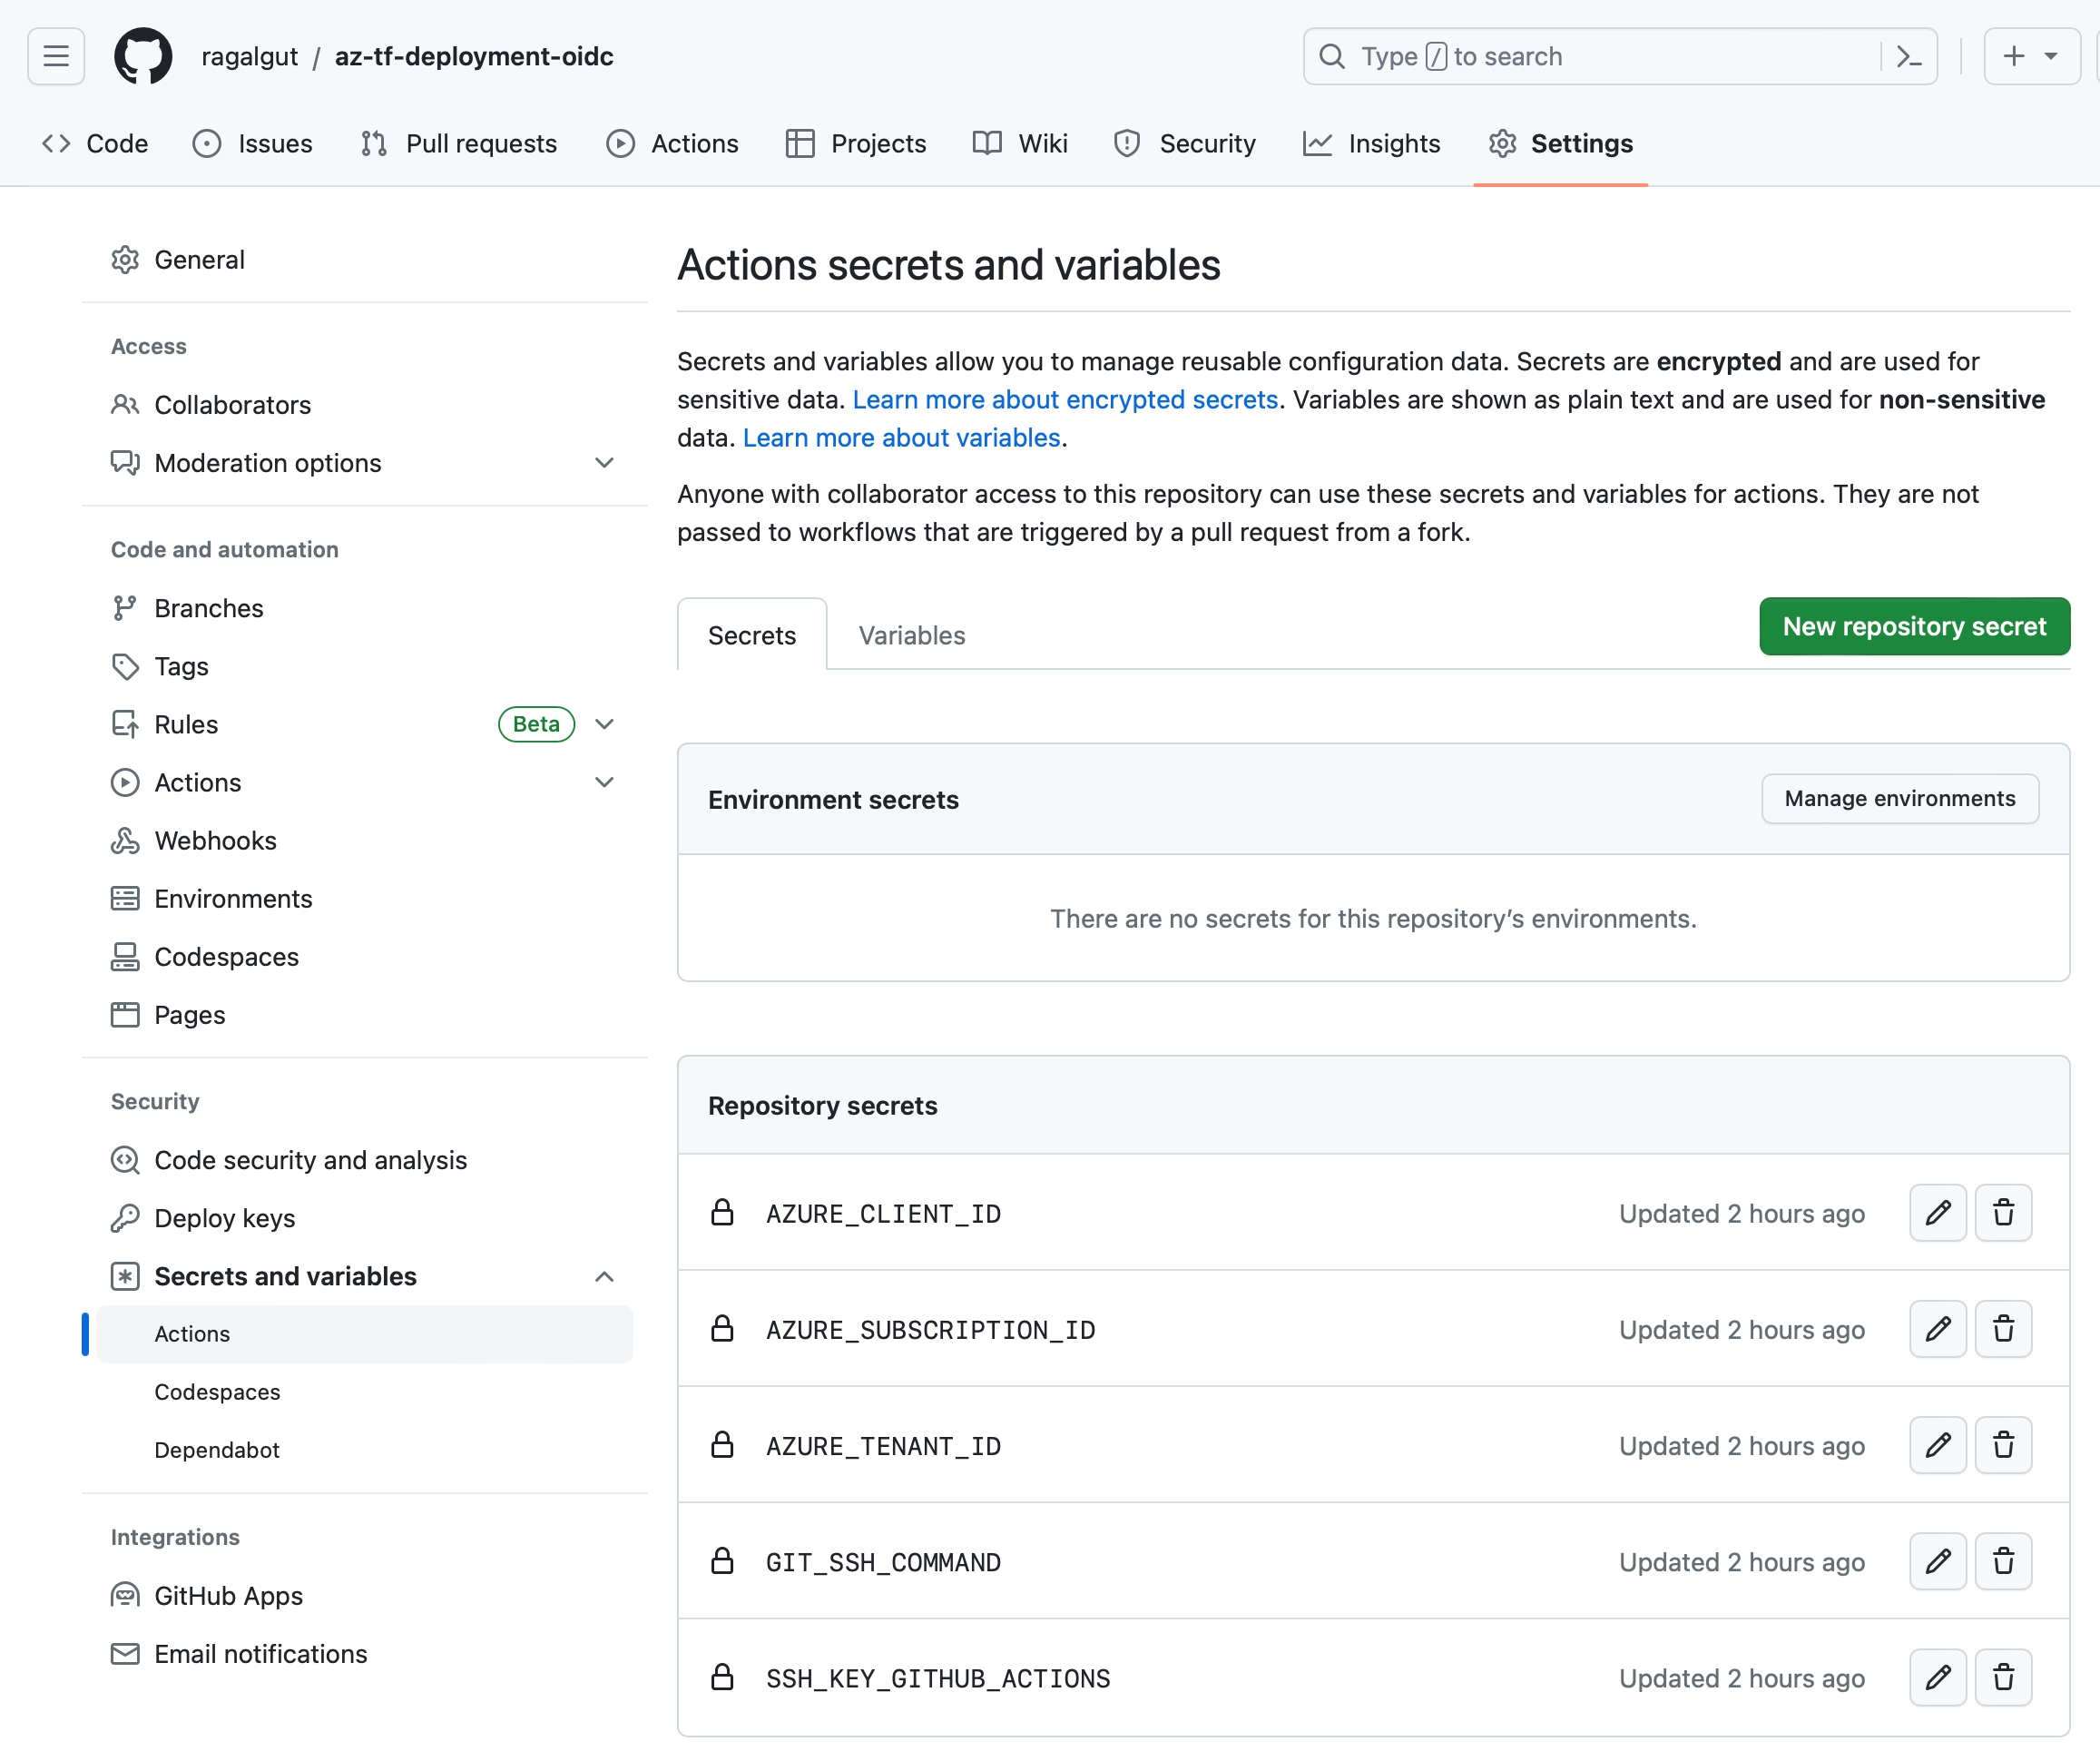 ragalgut / az-tf-deployment-oidc
Type / to search
Code Issues Pull requests Actions Projects Wiki Security Insights Settings
General
Access
Collaborators
Moderation options
Code and automation
Branches
Tags
Rules Beta
Actions
Webhooks
Environments
Codespaces
Pages
Security
Code security and analysis
Deploy keys
Secrets and variables
Actions
Codespaces
Dependabot
Integrations
GitHub Apps
Email notifications
Actions secrets and variables
Secrets and variables allow you to manage reusable configuration data. Secrets are encrypted and are used for
sensitive data. Learn more about encrypted secrets. Variables are shown as plain text and are used for non-sensitive
data. Learn more about variables.
Anyone with collaborator access to this repository can use these secrets and variables for actions. They are not
passed to workflows that are triggered by a pull request from a fork.
Secrets Variables New repository secret
Environment secrets Manage environments
There are no secrets for this repository’s environments.
Repository secrets
AZURE_CLIENT_ID Updated 2 hours ago
AZURE_SUBSCRIPTION_ID Updated 2 hours ago
AZURE_TENANT_ID Updated 2 hours ago
GIT_SSH_COMMAND Updated 2 hours ago
SSH_KEY_GITHUB_ACTIONS Updated 2 hours ago